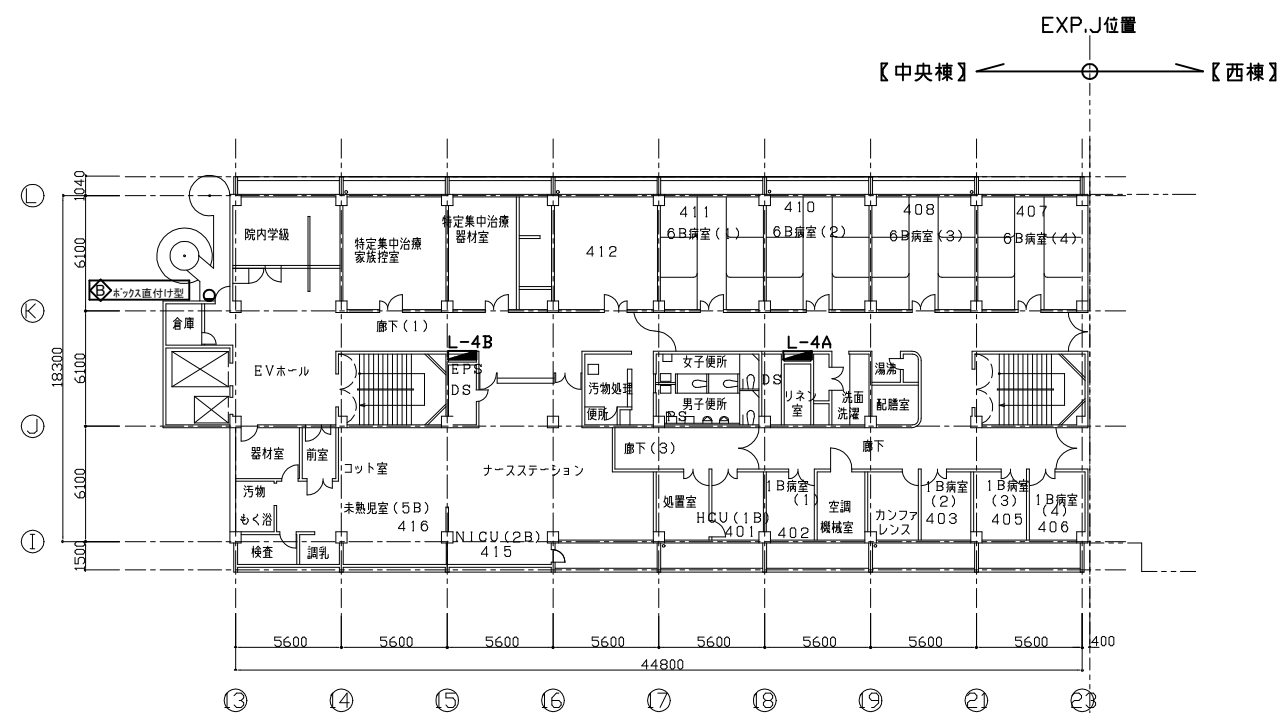 EXP.J位置
【中央棟】
【西棟】
1040
L
院内学級
特定集中治療
家族控室
特定集中治療
器材室
412
411
6B病室(1)
410
6B病室(2)
408
6B病室(3)
407
6B病室(4)
6100
B
ボックス直付け型
K
倉庫
廊下(1)
L-4B
L-4A
18300
6100
EVホール
EPS
DS
汚物処理
便所
女子便所
男子便所
PS
DS
リネン
室
洗面
洗濯
湯沸
配膳室
J
器材室
前室
コット室
ナースステーション
廊下(3)
廊下
6100
汚物
もく浴
未熟児室(5B)
416
処置室
HCU(1B)
401
1B病室
(1)
402
空調
機械室
カンファ
レンス
1B病室
(2)
403
1B病室
(3)
405
1B病室
(4)
406
I
検査
調乳
NICU(2B)
415
1500
5600
5600
5600
5600
5600
5600
5600
5600
400
44800
13
14
15
16
17
18
19
21
23